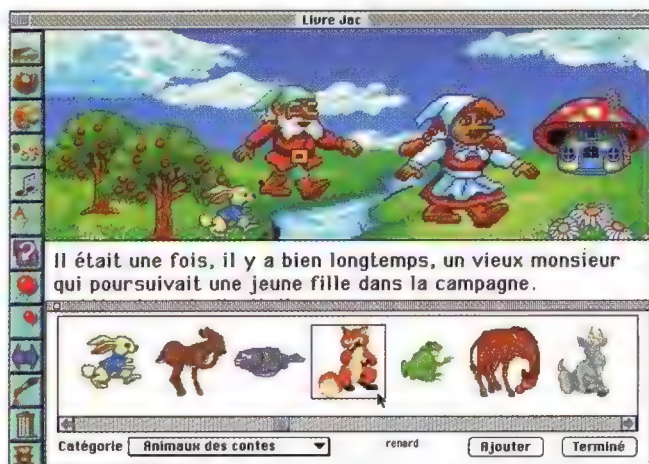 Livre Jac
Il était une fois, il y a bien longtemps, un vieux monsieur
qui poursuivait une jeune fille dans la campagne.
Catégorie Animaux des contes renard Ajouter Terminé